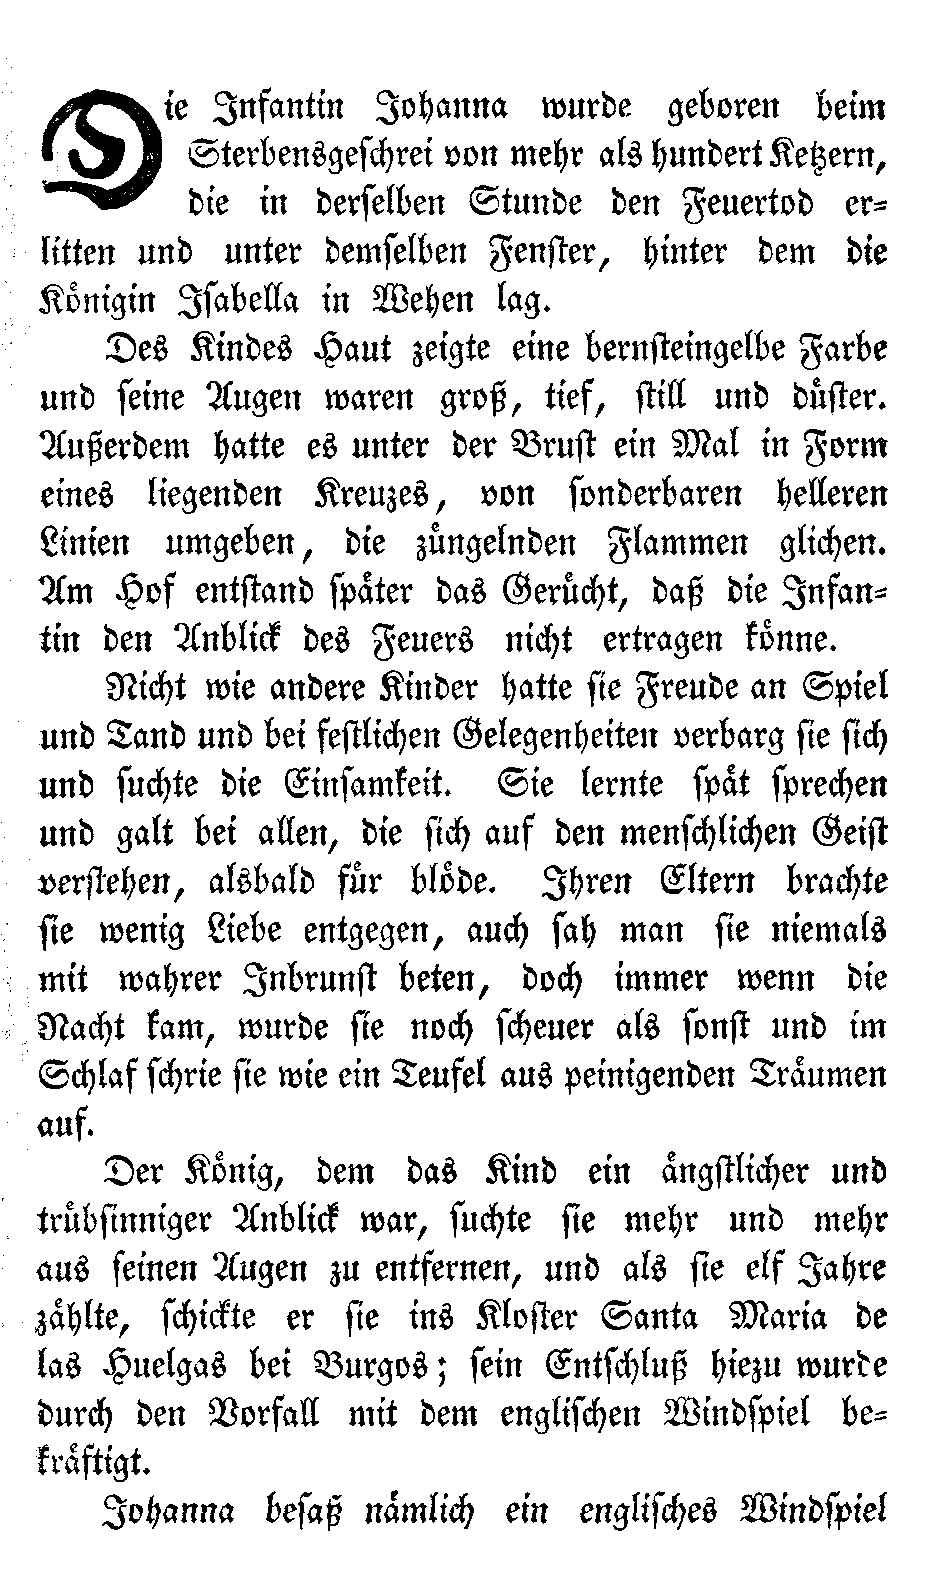 Die Infantin Johanna wurde geboren beim
Sterbensgeschrei von mehr als hundert Ketzern,
die in derselben Stunde den Feuertod er-
litten und unter demselben Fenster, hinter dem die
Königin Isabella in Wehen lag.
Des Kindes Haut zeigte eine bernsteingelbe Farbe
und seine Augen waren groß, tief, still und düster.
Außerdem hatte es unter der Brust ein Mal in Form
eines liegenden Kreuzes, von sonderbaren helleren
Linien umgeben, die züngelnden Flammen glichen.
Am Hof entstand später das Gerücht, daß die Infan-
tin den Anblick des Feuers nicht ertragen könne.
Nicht wie andere Kinder hatte sie Freude an Spiel
und Tand und bei festlichen Gelegenheiten verbarg sie sich
und suchte die Einsamkeit. Sie lernte spät sprechen
und galt bei allen, die sich auf den menschlichen Geist
verstehen, alsbald für blöde. Ihren Eltern brachte
sie wenig Liebe entgegen, auch sah man sie niemals
mit wahrer Inbrunst beten, doch immer wenn die
Nacht kam, wurde sie noch scheuer als sonst und im
Schlaf schrie sie wie ein Teufel aus peinigenden Träumen
auf.
Der König, dem das Kind ein ängstlicher und
trübsinniger Anblick war, suchte sie mehr und mehr
aus seinen Augen zu entfernen, und als sie elf Jahre
zählte, schickte er sie ins Kloster Santa Maria de
las Huelgas bei Burgos; sein Entschluß hiezu wurde
durch den Vorfall mit dem englischen Windspiel be-
kräftigt.
Johanna besaß nämlich ein englisches Windspiel